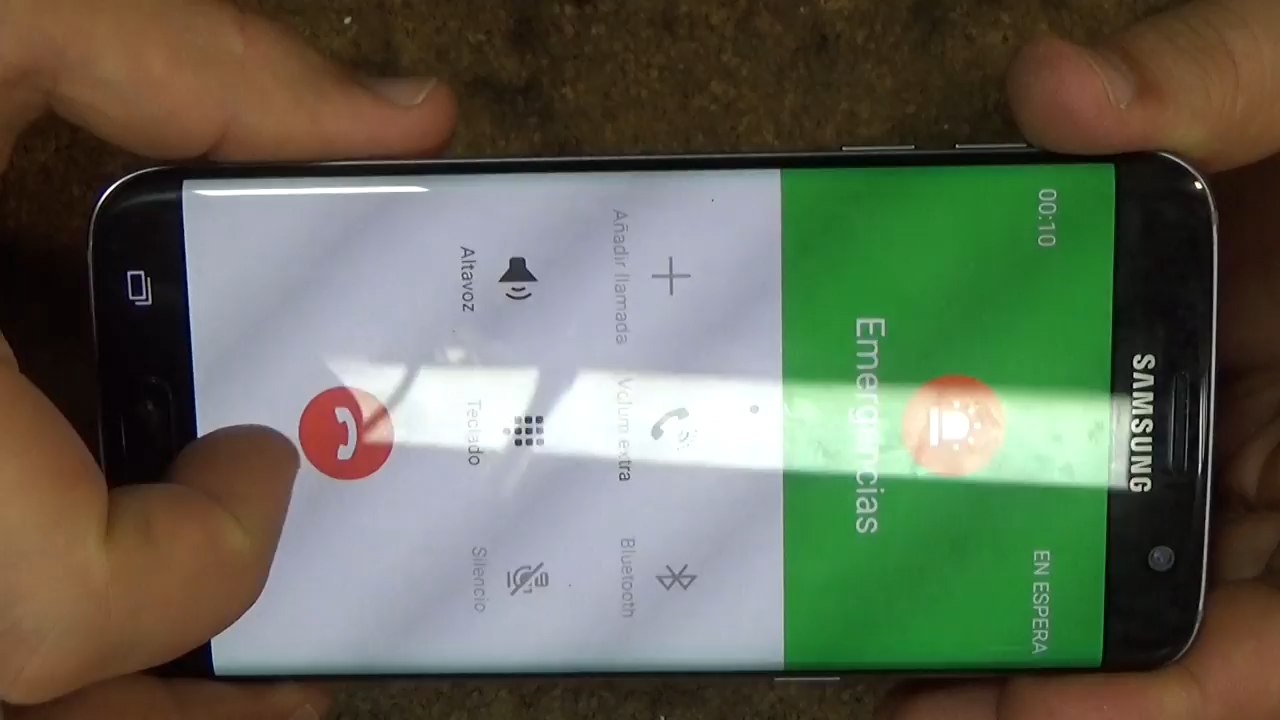 SAMSUNG
00:10
EN ESPERA
Emergencias
Añadir llamada
Volum extra
Bluetooth
Altavoz
Teclado
Silencio